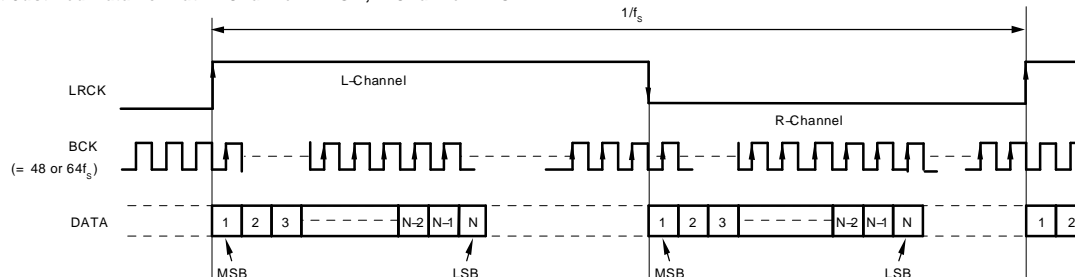 1/fS
LRCK
L-Channel
R-Channel
BCK
(= 48 or 64fS)
DATA
1 2 3 N-2 N-1 N 1 2 3 N-2 N-1 N 1 2
MSB LSB MSB LSB